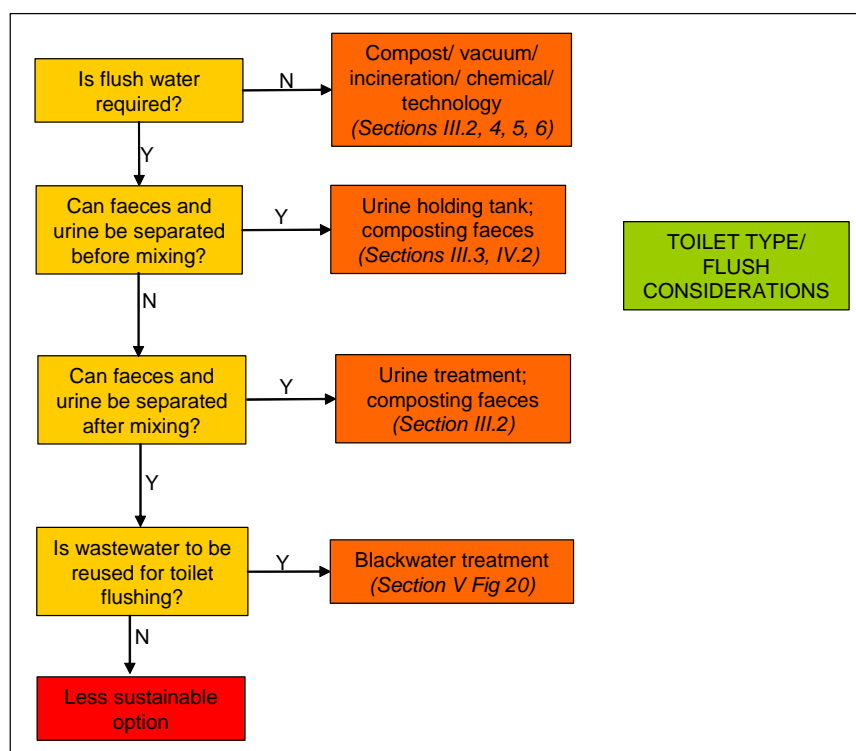 Is flush water
required?
N
Compost/ vacuum/
incineration/ chemical/
technology
(Sections III.2, 4, 5, 6)
Y
Can faeces and
urine be separated
before mixing?
Y
Urine holding tank;
composting faeces
(Sections III.3, IV.2)
TOILET TYPE/
FLUSH
CONSIDERATIONS
N
Can faeces and
urine be separated
after mixing?
Y
Urine treatment;
composting faeces
(Section III.2)
Y
Is wastewater to be
reused for toilet
flushing?
Y
Blackwater treatment
(Section V Fig 20)
N
Less sustainable
option